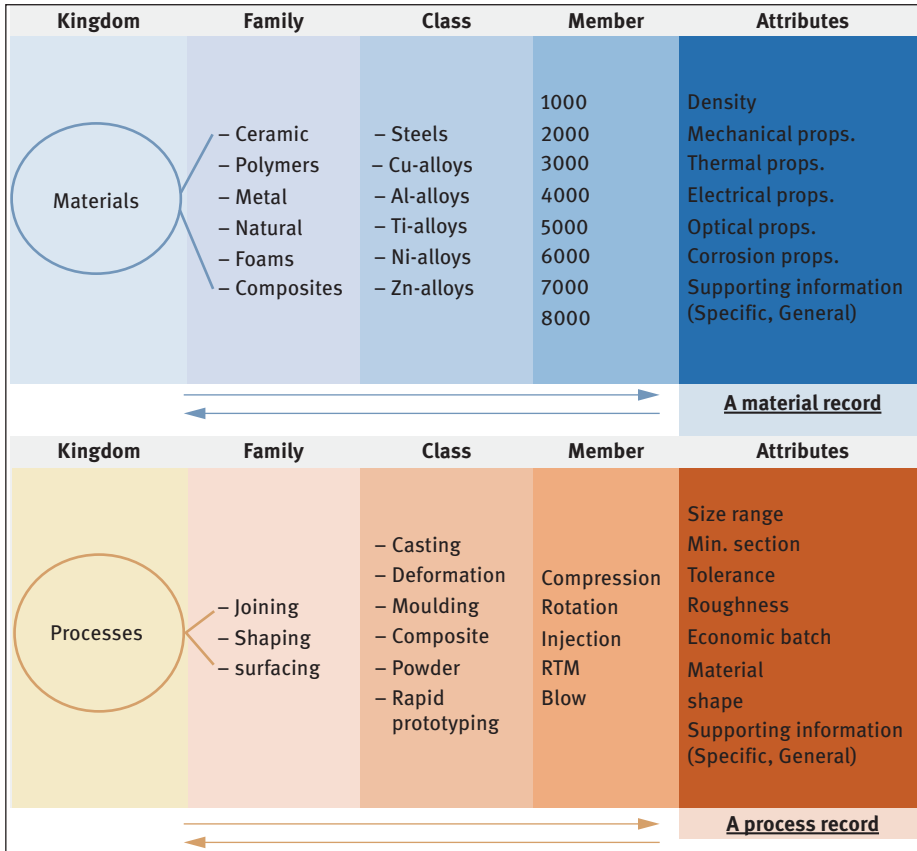 Kingdom
Family
Class
Member
Attributes
Materials
– Ceramic
– Polymers
– Metal
– Natural
– Foams
– Composites
– Steels
– Cu-alloys
– Al-alloys
– Ti-alloys
– Ni-alloys
– Zn-alloys
1000
2000
3000
4000
5000
6000
7000
8000
Density
Mechanical props.
Thermal props.
Electrical props.
Optical props.
Corrosion props.
Supporting information
(Specific, General)
A material record
Kingdom
Family
Class
Member
Attributes
Processes
– Joining
– Shaping
– surfacing
– Casting
– Deformation
– Moulding
– Composite
– Powder
– Rapid
prototyping
Compression
Rotation
Injection
RTM
Blow
Size range
Min. section
Tolerance
Roughness
Economic batch
Material
shape
Supporting information
(Specific, General)
A process record